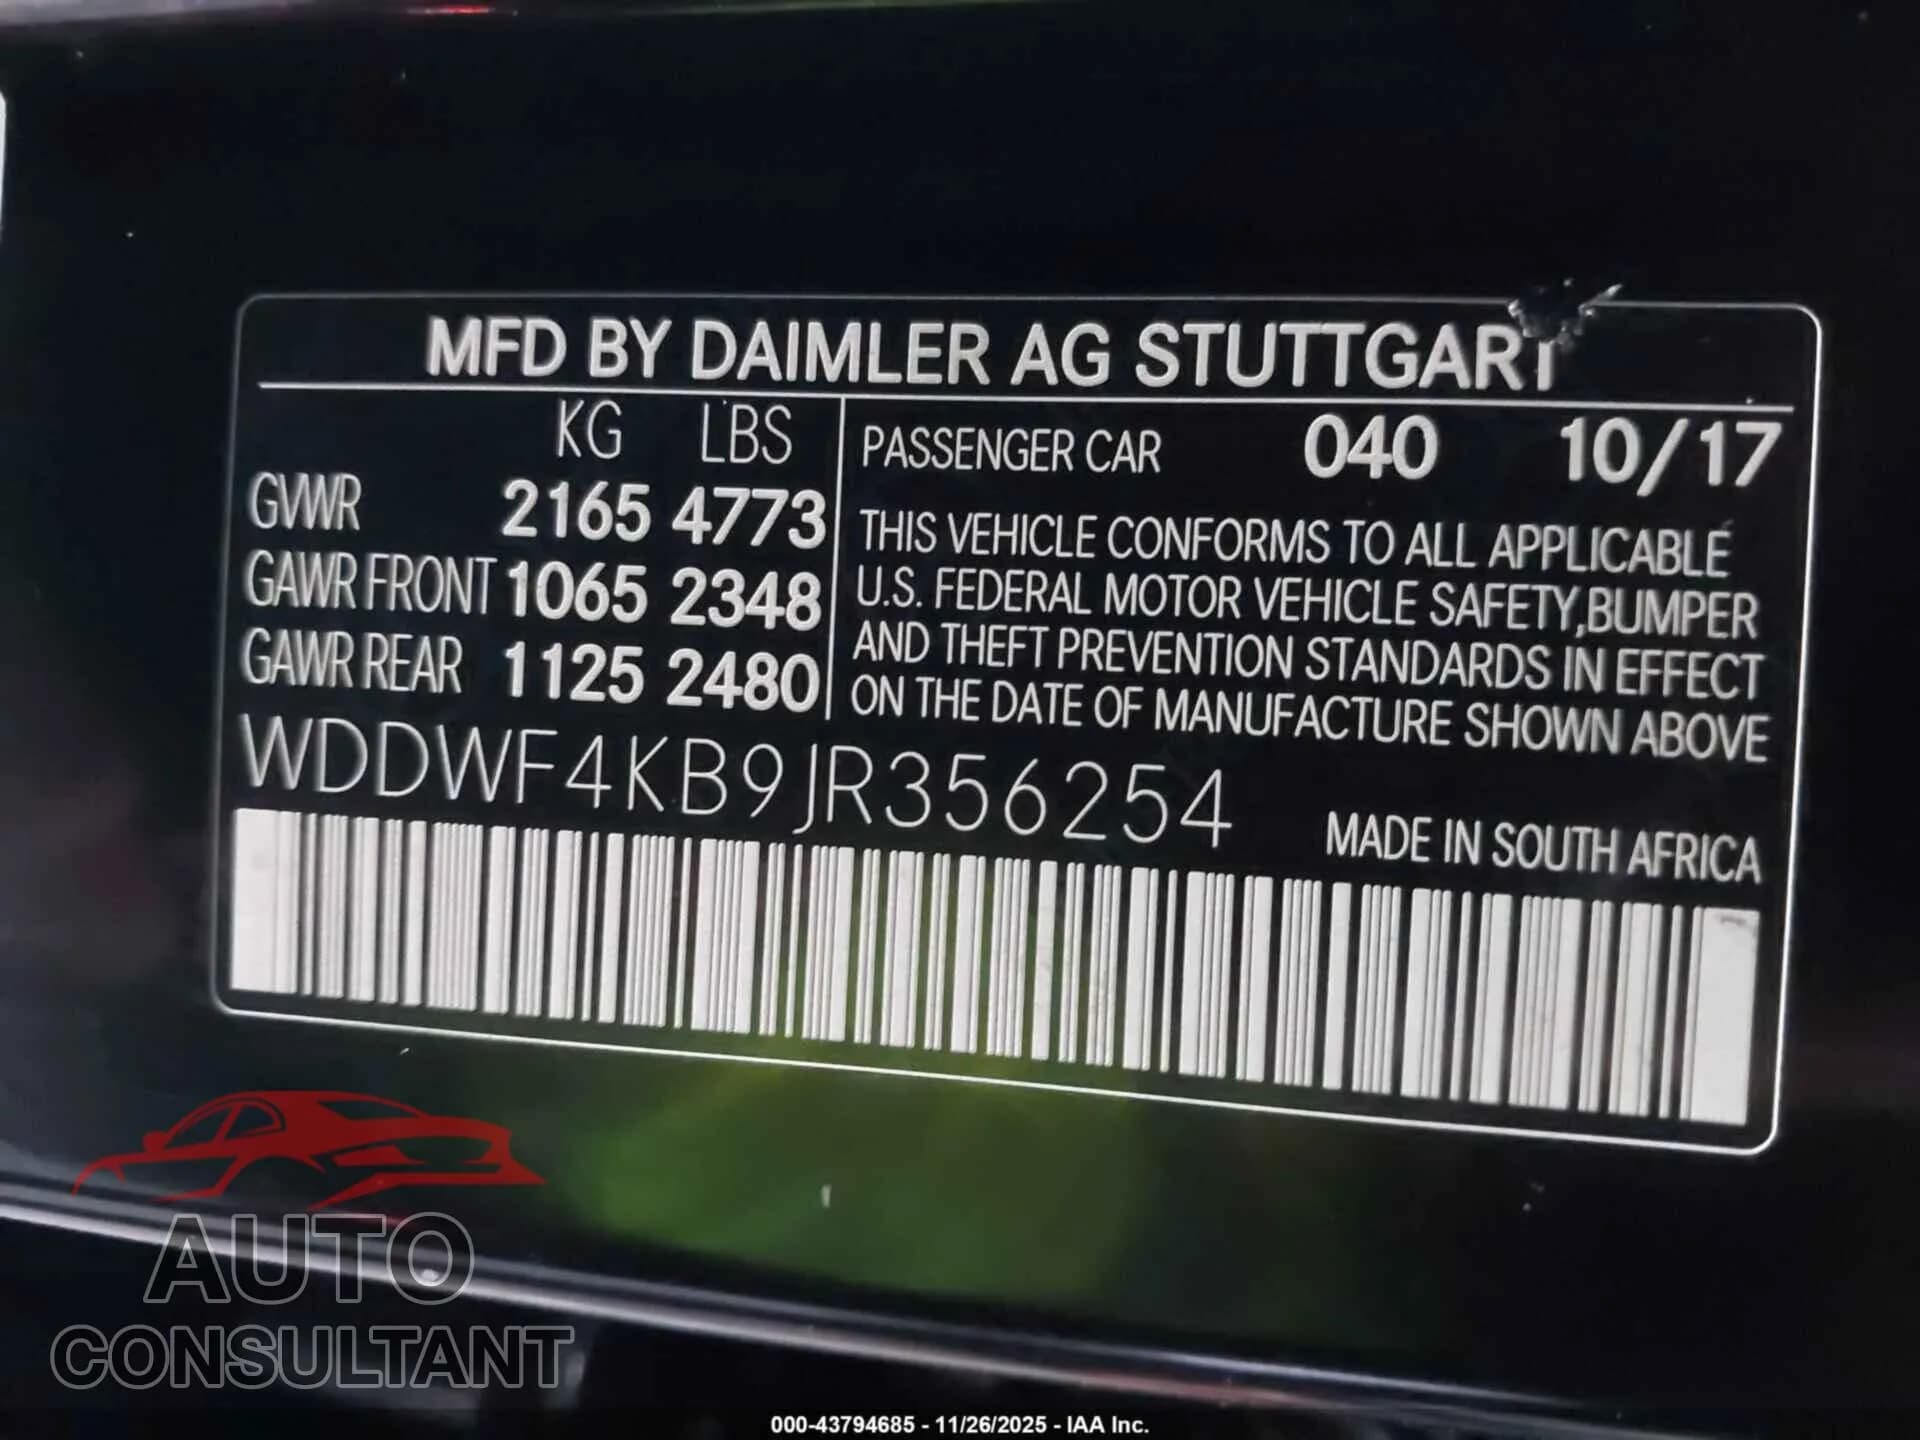 MFD BY DAIMLER AG STUTTGART
KG LBS
GVWR 2165 4773
GAWR FRONT 1065 2348
GAWR REAR 1125 2480
PASSENGER CAR 040 10/17
THIS VEHICLE CONFORMS TO ALL APPLICABLE
U.S. FEDERAL MOTOR VEHICLE SAFETY,BUMPER
AND THEFT PREVENTION STANDARDS IN EFFECT
ON THE DATE OF MANUFACTURE SHOWN ABOVE
WDDWF4KB9JR356254
MADE IN SOUTH AFRICA
AUTO
CONSULTANT
000-43794685 - 11/26/2025 - IAA Inc.